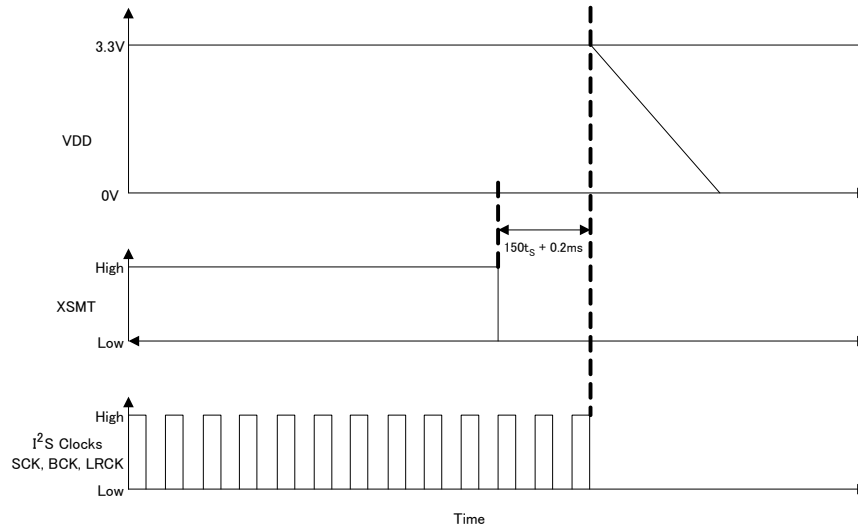 3.3V
VDD
0V
150tS + 0.2ms
High
XSMT
Low
High
I2S Clocks
SCK, BCK, LRCK
Low
Time